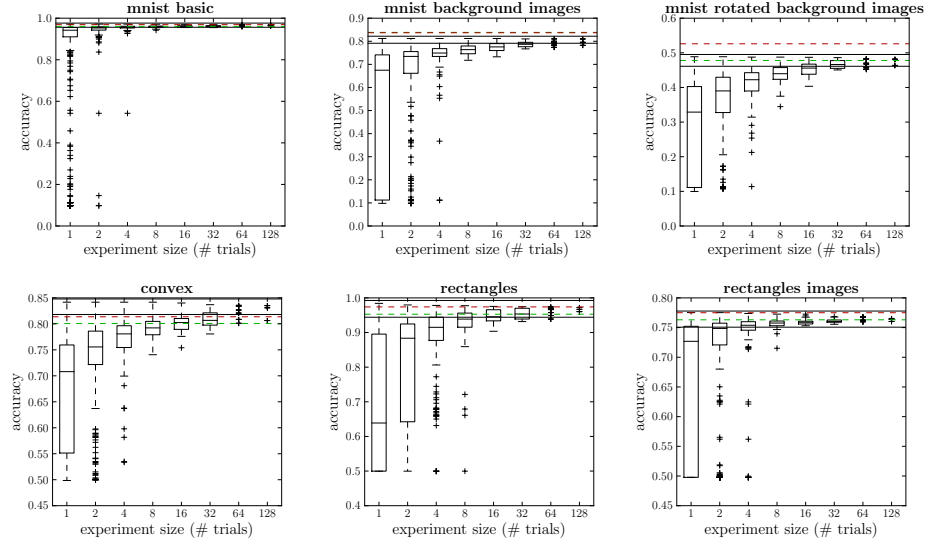 mnist basic
1.0
0.8
0.6
0.4
0.2
0.0
accuracy
1 2 4 8 16 32 64 128
experiment size (# trials)
mnist background images
0.9
0.8
0.7
0.6
0.5
0.4
0.3
0.2
0.1
0.0
accuracy
1 2 4 8 16 32 64 128
experiment size (# trials)
mnist rotated background images
0.6
0.5
0.4
0.3
0.2
0.1
accuracy
1 2 4 8 16 32 64 128
experiment size (# trials)
convex
0.85
0.80
0.75
0.70
0.65
0.60
0.55
0.50
0.45
accuracy
1 2 4 8 16 32 64 128
experiment size (# trials)
rectangles
1.0
0.9
0.8
0.7
0.6
0.5
0.4
accuracy
1 2 4 8 16 32 64 128
experiment size (# trials)
rectangles images
0.80
0.75
0.70
0.65
0.60
0.55
0.50
0.45
accuracy
1 2 4 8 16 32 64 128
experiment size (# trials)